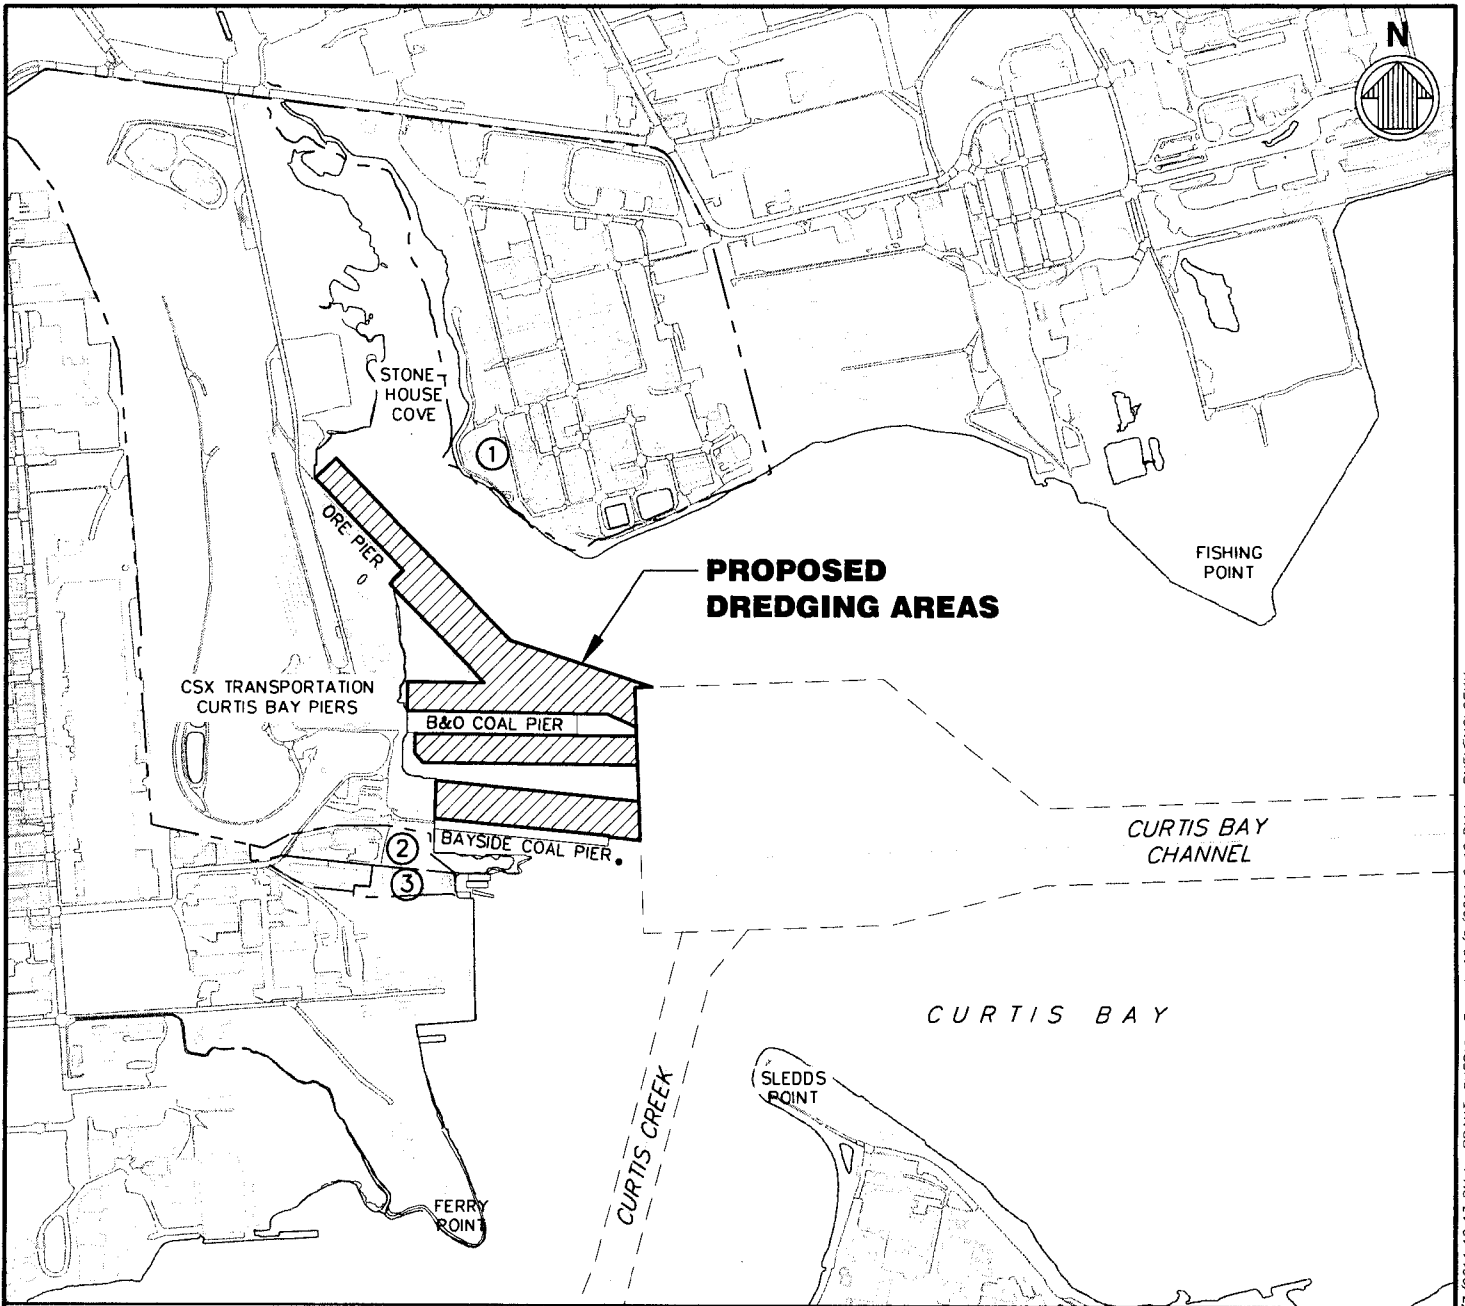 N
STONE-
HOUSE
COVE
1
ORE PIER
PROPOSED
DREDGING AREAS
FISHING
POINT
CSX TRANSPORTATION
CURTIS BAY PIERS
B&O COAL PIER
CURTIS BAY
CHANNEL
2
BAYSIDE COAL PIER
3
CURTIS BAY
SLEDDS
POINT
CURTIS CREEK
FERRY
POINT